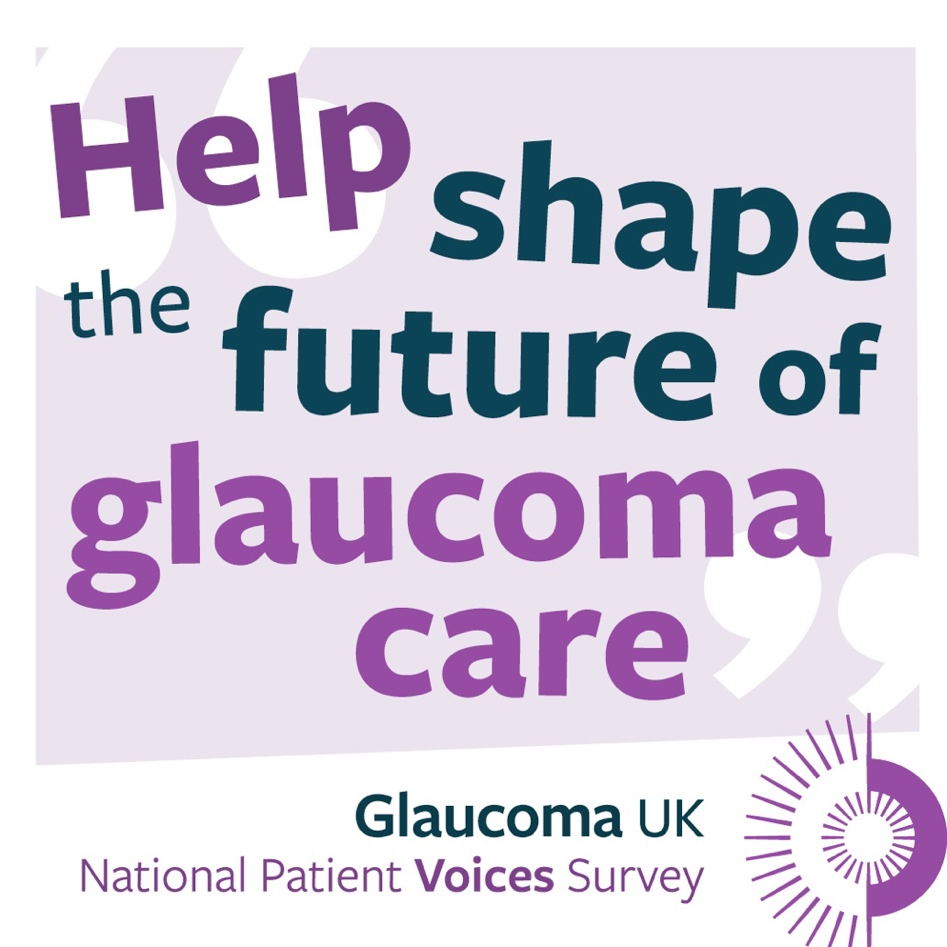 Help shape
the future of
glaucoma
care
Glaucoma UK
National Patient Voices Survey